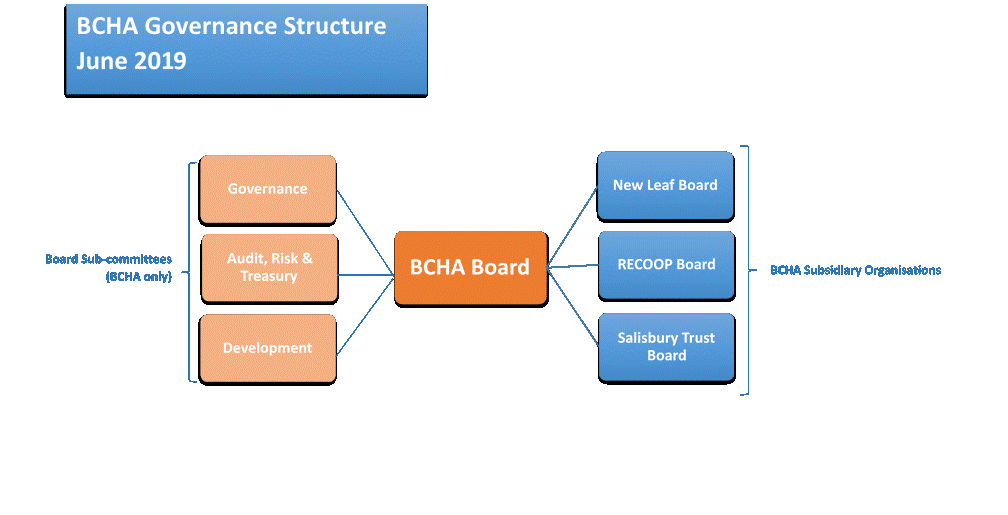 BCHA Governance Structure
June 2019
Board Sub-committees
(BCHA only)
Governance
Audit, Risk &
Treasury
Development
BCHA Board
New Leaf Board
RECOOP Board
Salisbury Trust
Board
BCHA Subsidiary Organisations